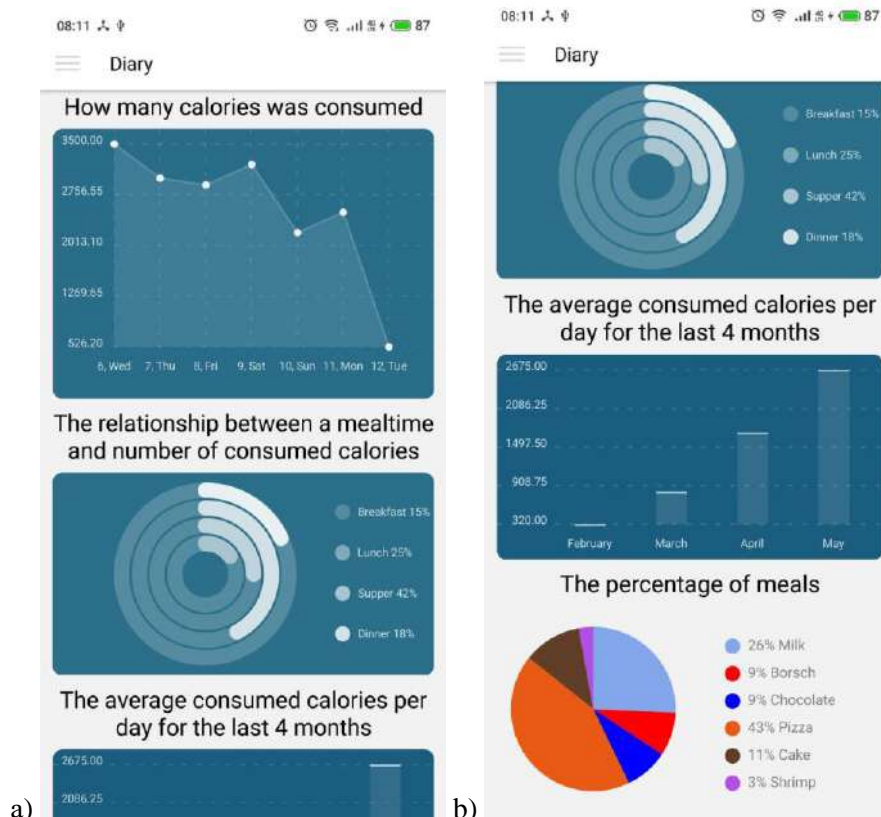 08:11
87
Diary
How many calories was consumed
3500.00
2756.55
2013.10
1269.65
526.20
6, Wed 7, Thu 8, Fri 9, Sat 10, Sun 11, Mon 12, Tue
The relationship between a mealtime
and number of consumed calories
Breakfast 15%
Lunch 25%
Supper 42%
Dinner 18%
The average consumed calories per
day for the last 4 months
2675.00
2086.25
a)
08:11
87
Diary
Breakfast 15%
Lunch 25%
Supper 42%
Dinner 18%
The average consumed calories per
day for the last 4 months
2675.00
2086.25
1497.50
908.75
320.00
February March April May
The percentage of meals
26% Milk
9% Borsch
9% Chocolate
43% Pizza
11% Cake
3% Shrimp
b)